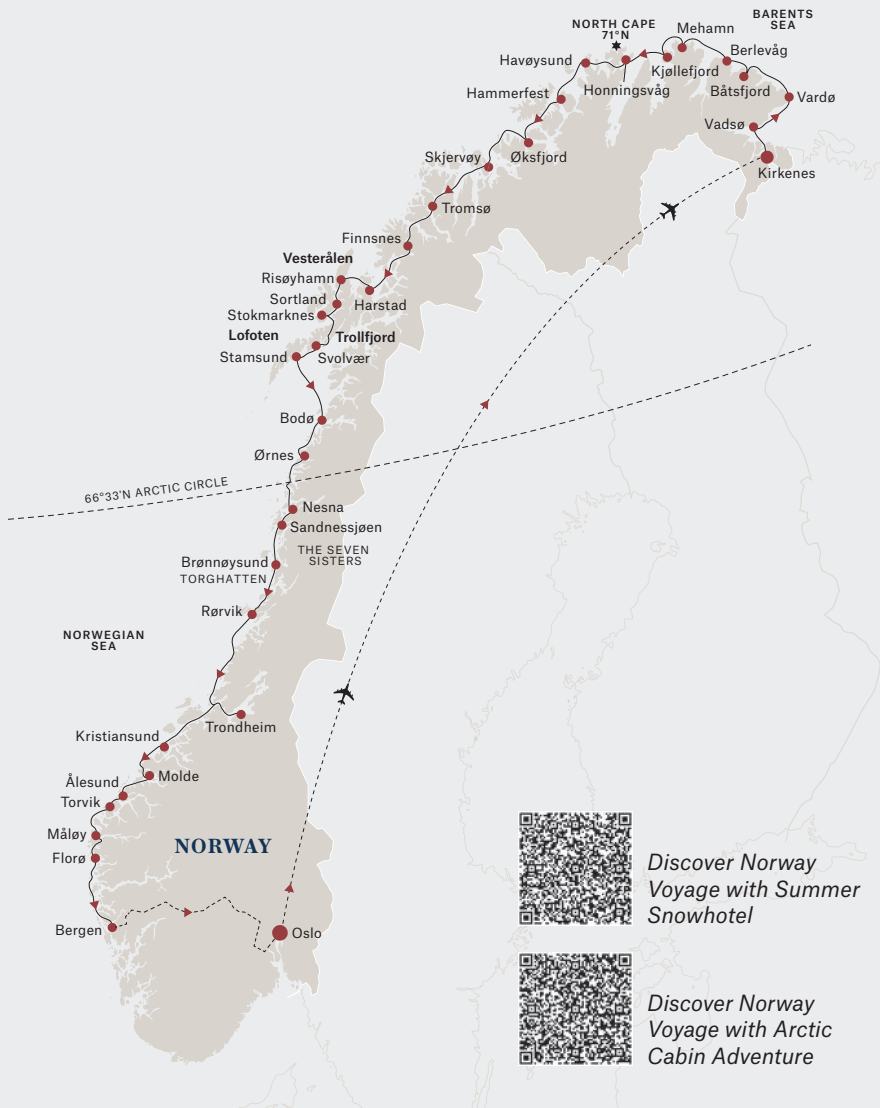 NORTH CAPE
71°N
BARENTS
SEA
Mehamn
Berlevåg
Havøysund
Kjøllefjord
Honningsvåg
Båtsfjord
Hammerfest
Vardø
Vadsø
Øksfjord
Skjervøy
Kirkenes
Tromsø
Finnsnes
Vesterålen
Risøyhamn
Sortland
Harstad
Stokmarknes
Lofoten
Trollfjord
Stamsund
Svolvær
Bodø
Ørnes
66°33'N ARCTIC CIRCLE
Nesna
Sandnessjøen
THE SEVEN
SISTERS
Brønnøysund
TORGHATTEN
Rørvik
NORWEGIAN
SEA
Trondheim
Kristiansund
Molde
Ålesund
Torvik
Måløy
NORWAY
Florø
Bergen
Oslo
Discover Norway
Voyage with Summer
Snowhotel
Discover Norway
Voyage with Arctic
Cabin Adventure